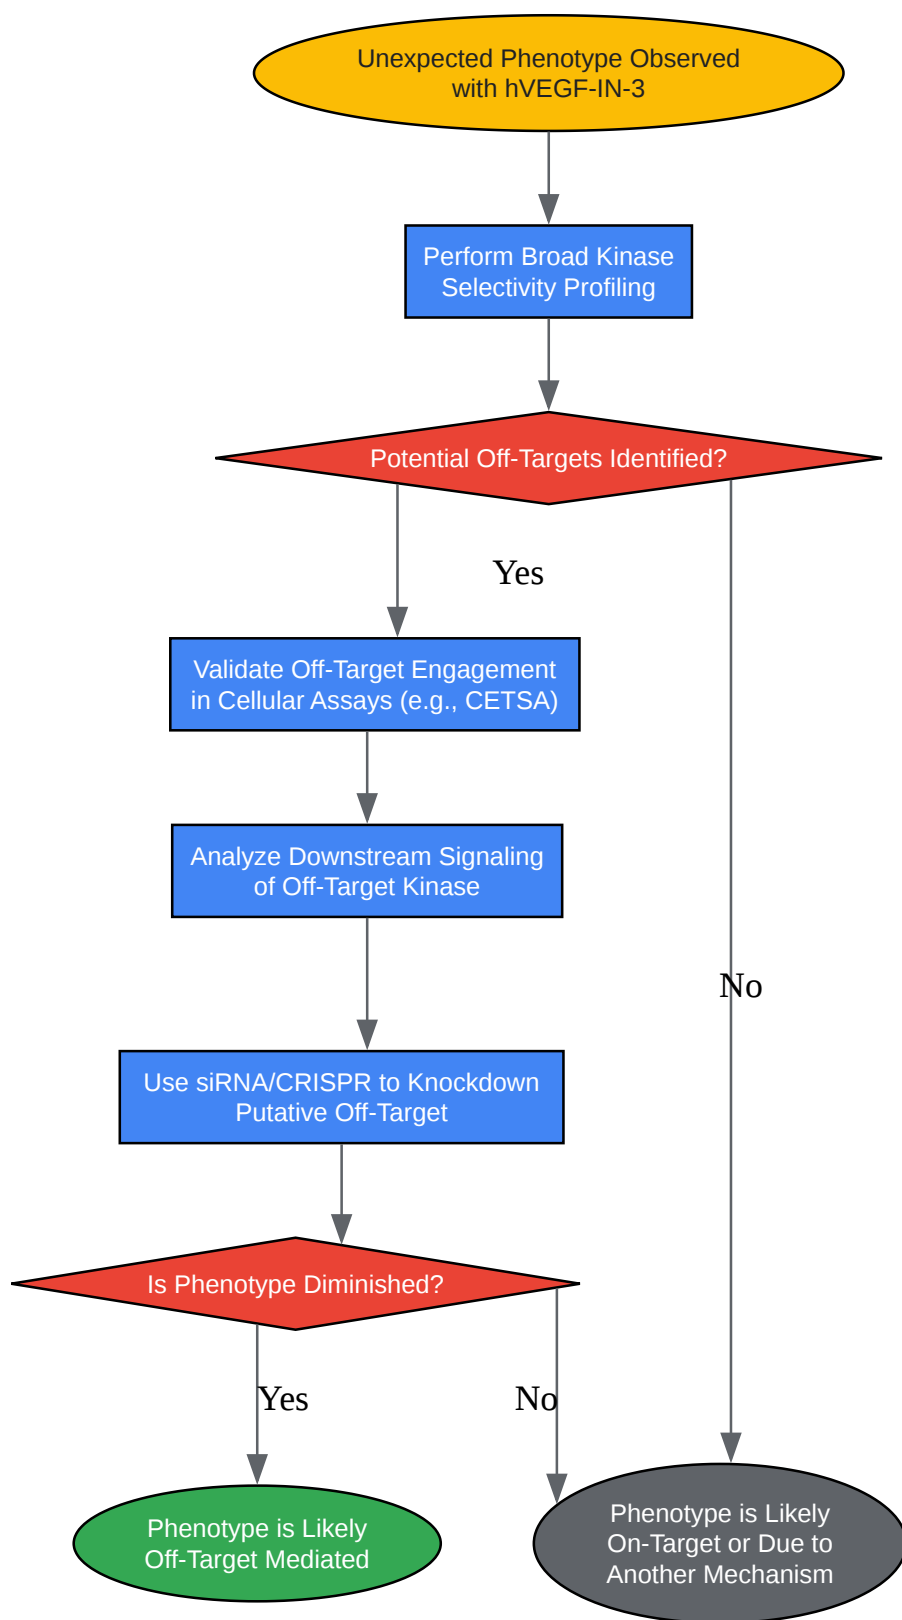 Unexpected Phenotype Observed
with hVEGF-IN-3
Perform Broad Kinase
Selectivity Profiling
Potential Off-Targets Identified?
Yes
Validate Off-Target Engagement
in Cellular Assays (e.g., CETSA)
Analyze Downstream Signaling
of Off-Target Kinase
No
Use siRNA/CRISPR to Knockdown
Putative Off-Target
Is Phenotype Diminished?
Yes
No
Phenotype is Likely
Off-Target Mediated
Phenotype is Likely
On-Target or Due to
Another Mechanism